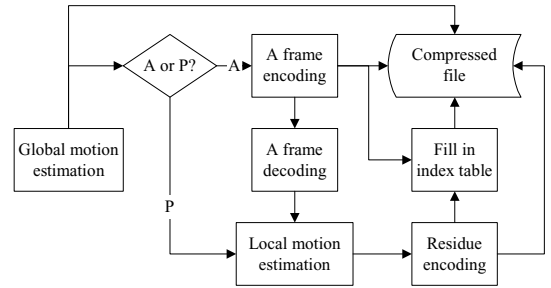 A or P?
A
A frame
encoding
Compressed
file
Global motion
estimation
A frame
decoding
Fill in
index table
P
Local motion
estimation
Residue
encoding